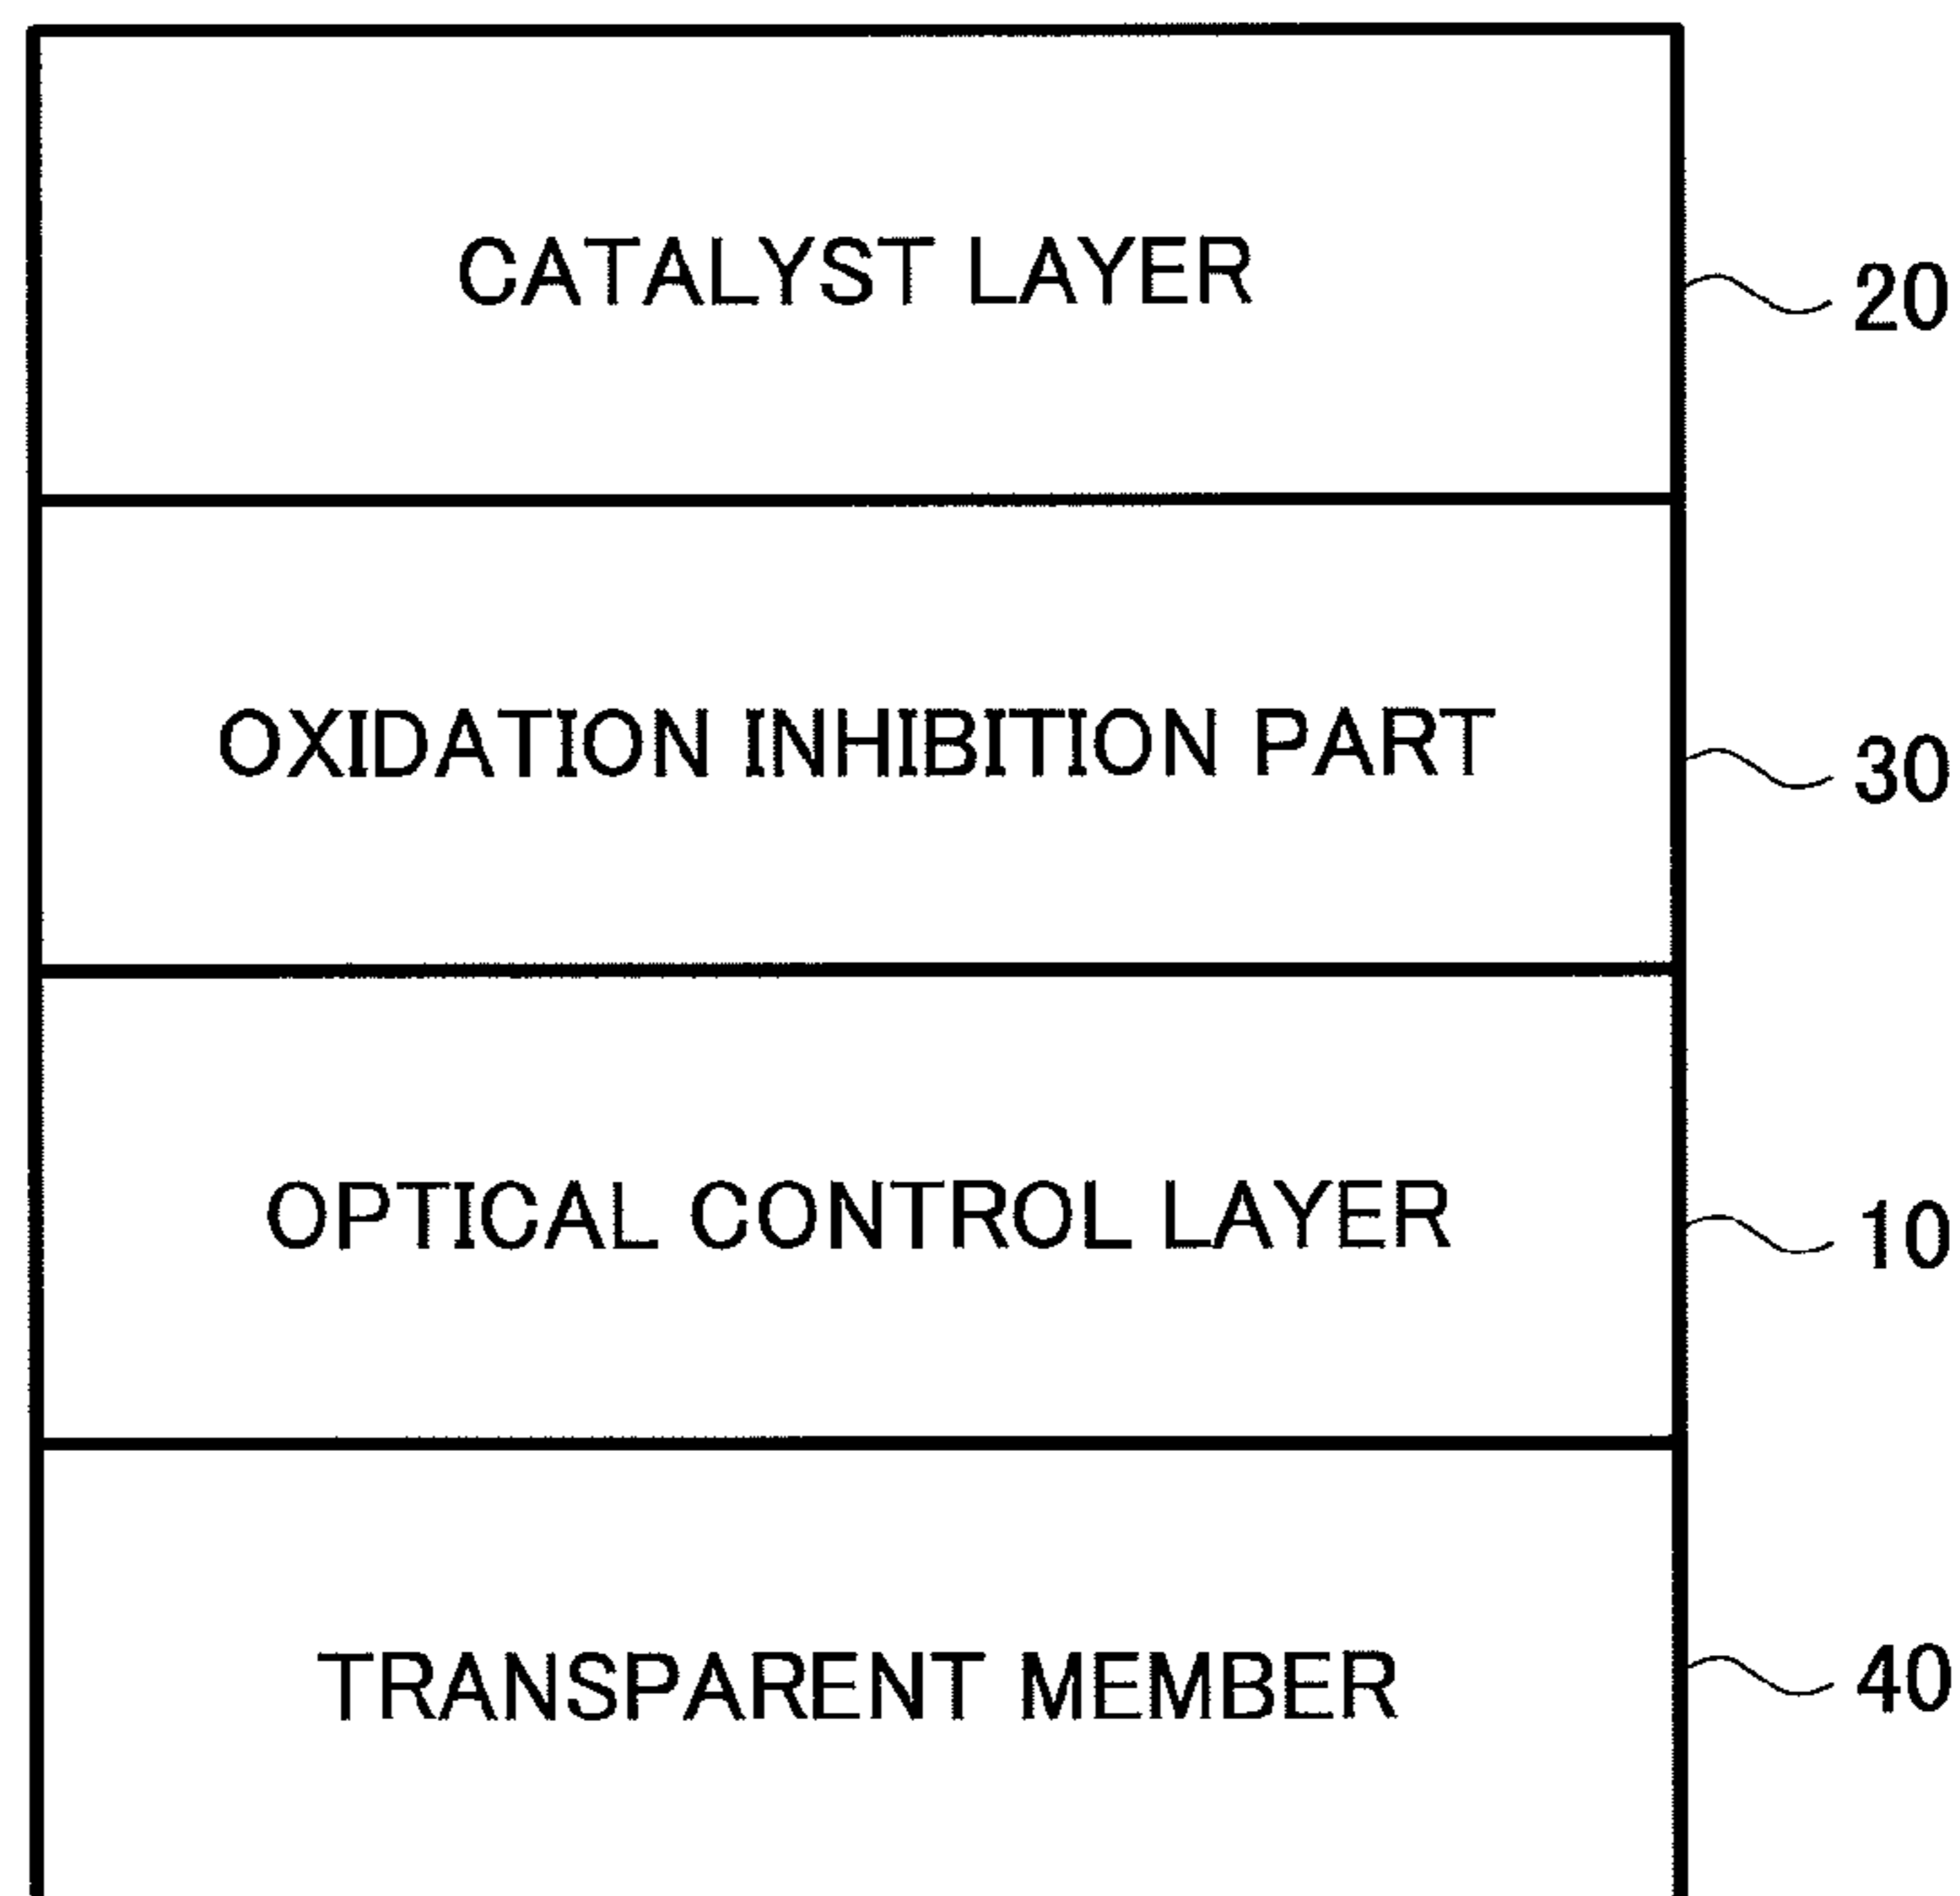 CATALYST LAYER
20
OXIDATION INHIBITION PART
30
OPTICAL CONTROL LAYER
10
TRANSPARENT MEMBER
40